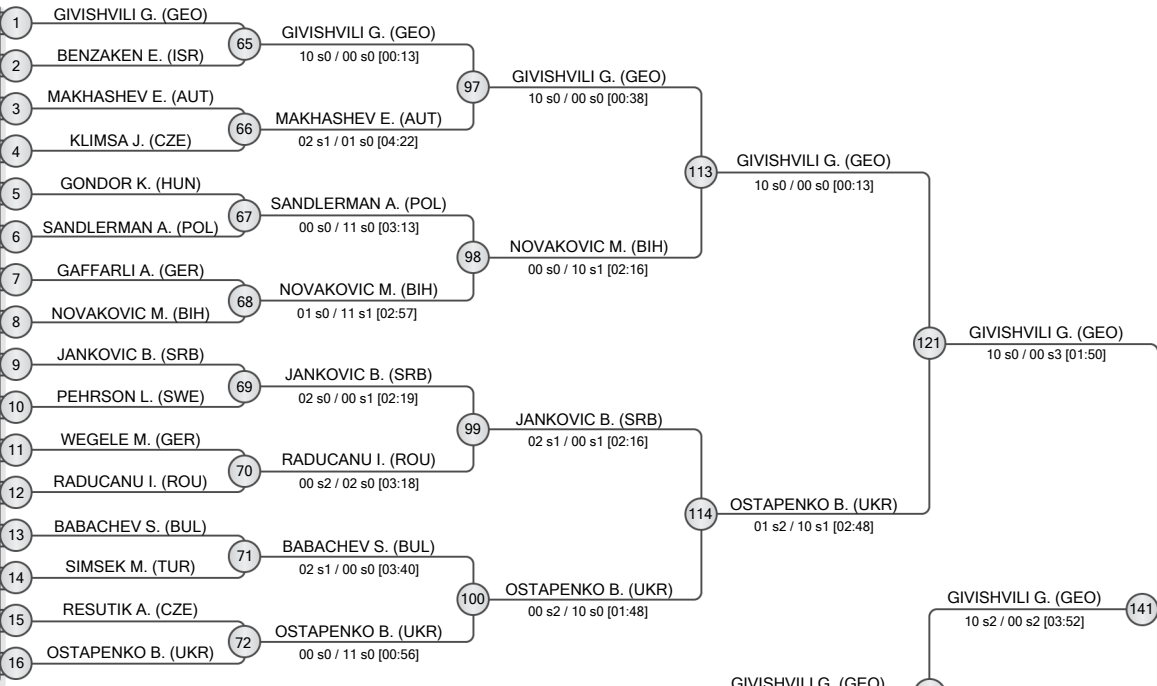 1
GIVISHVILI G. (GEO)
2
BENZAKEN E. (ISR)
3
MAKHASHEV E. (AUT)
4
KLIMSA J. (CZE)
5
GONDOR K. (HUN)
6
SANDLERMAN A. (POL)
7
GAFFARLI A. (GER)
8
NOVAKOVIC M. (BIH)
9
JANKOVIC B. (SRB)
10
PEHRSON L. (SWE)
11
WEGELE M. (GER)
12
RADUCANU I. (ROU)
13
BABACHEV S. (BUL)
14
SIMSEK M. (TUR)
15
RESUTIK A. (CZE)
16
OSTAPENKO B. (UKR)
65
GIVISHVILI G. (GEO)
10 s0 / 00 s0 [00:13]
66
MAKHASHEV E. (AUT)
02 s1 / 01 s0 [04:22]
67
SANDLERMAN A. (POL)
00 s0 / 11 s0 [03:13]
68
NOVAKOVIC M. (BIH)
01 s0 / 11 s1 [02:57]
69
JANKOVIC B. (SRB)
02 s0 / 00 s1 [02:19]
70
RADUCANU I. (ROU)
00 s2 / 02 s0 [03:18]
71
BABACHEV S. (BUL)
02 s1 / 00 s0 [03:40]
72
OSTAPENKO B. (UKR)
00 s0 / 11 s0 [00:56]
97
GIVISHVILI G. (GEO)
10 s0 / 00 s0 [00:38]
98
NOVAKOVIC M. (BIH)
00 s0 / 10 s1 [02:16]
99
JANKOVIC B. (SRB)
02 s1 / 00 s1 [02:16]
100
OSTAPENKO B. (UKR)
00 s2 / 10 s0 [01:48]
113
GIVISHVILI G. (GEO)
10 s0 / 00 s0 [00:13]
114
OSTAPENKO B. (UKR)
01 s2 / 10 s1 [02:48]
121
GIVISHVILI G. (GEO)
10 s0 / 00 s3 [01:50]
GIVISHVILI G. (GEO)
10 s2 / 00 s2 [03:52]
141
GIVISHVILI G. (GEO)